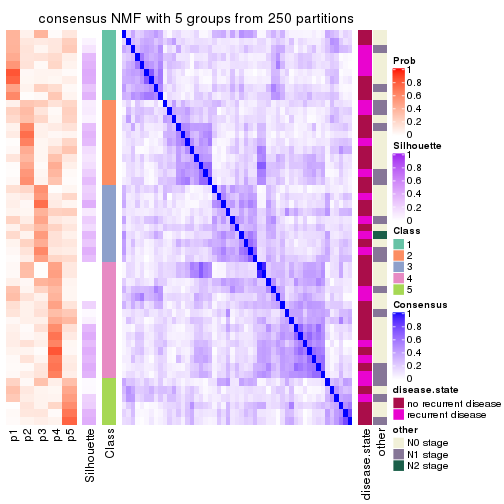 consensus NMF with 5 groups from 250 partitions
Prob
1
0.8
0.6
0.4
0.2
0
Silhouette
1
0.8
0.6
0.4
0.2
0
Class
1
2
3
4
5
Consensus
1
0.8
0.6
0.4
0.2
0
disease.state
no recurrent disease
recurrent disease
other
N0 stage
N1 stage
N2 stage
p1
p2
p3
p4
p5
Silhouette
Class
disease.state
other